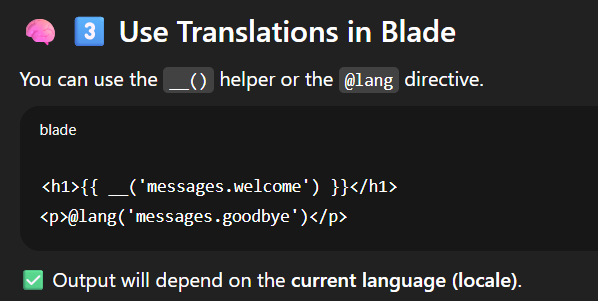 🧠 3️⃣ Use Translations in Blade
You can use the __() helper or the @lang directive.
blade
<h1>{{ __('messages.welcome') }}</h1>
<p>@lang('messages.goodbye')</p>
✅ Output will depend on the current language (locale).